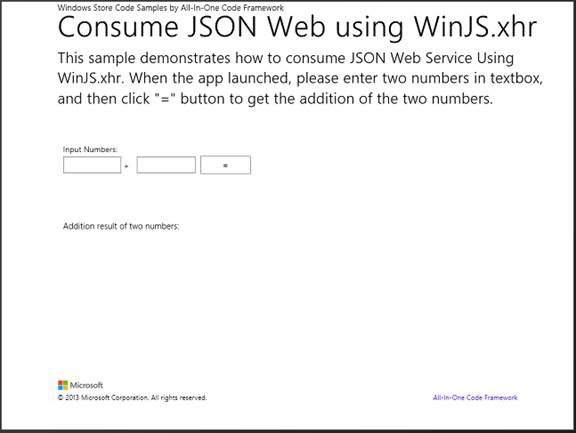 Windows Store Code Samples by All-In-One Code Framework
Consume JSON Web using WinJS.xhr
This sample demonstrates how to consume JSON Web Service Using
WinJS.xhr. When the app launched, please enter two numbers in textbox,
and then click "=" button to get the addition of the two numbers.
Input Numbers:
+ =
Addition result of two numbers:
Microsoft
© 2013 Microsoft Corporation. All rights reserved.
All-In-One Code Framework